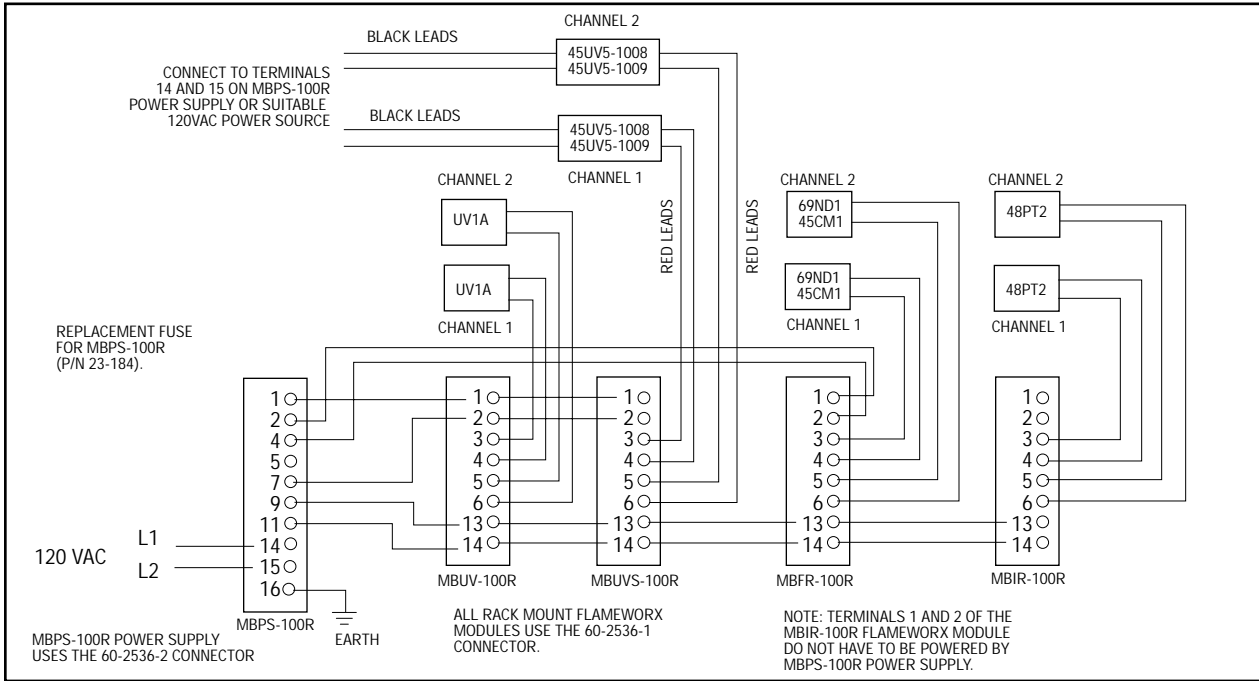 CHANNEL 2
BLACK LEADS
45UV5-1008
45UV5-1009
CONNECT TO TERMINALS
14 AND 15 ON MBPS-100R
POWER SUPPLY OR SUITABLE
120VAC POWER SOURCE
BLACK LEADS
45UV5-1008
45UV5-1009
CHANNEL 1
RED LEADS
RED LEADS
CHANNEL 2
UV1A
UV1A
CHANNEL 1
CHANNEL 2
69ND1
45CM1
69ND1
45CM1
CHANNEL 1
CHANNEL 2
48PT2
48PT2
CHANNEL 1
REPLACEMENT FUSE
FOR MBPS-100R
(P/N 23-184).
1
2
4
5
7
9
11
14
15
16
MBPS-100R
120 VAC
L1
L2
EARTH
MBPS-100R POWER SUPPLY
USES THE 60-2536-2 CONNECTOR
1
2
3
4
5
6
13
14
MBUV-100R
1
2
3
4
5
6
13
14
MBUVS-100R
ALL RACK MOUNT FLAMEWORX
MODULES USE THE 60-2536-1
CONNECTOR.
1
2
3
4
5
6
13
14
MBFR-100R
1
2
3
4
5
6
13
14
MBIR-100R
NOTE: TERMINALS 1 AND 2 OF THE
MBIR-100R FLAMEWORX MODULE
DO NOT HAVE TO BE POWERED BY
MBPS-100R POWER SUPPLY.